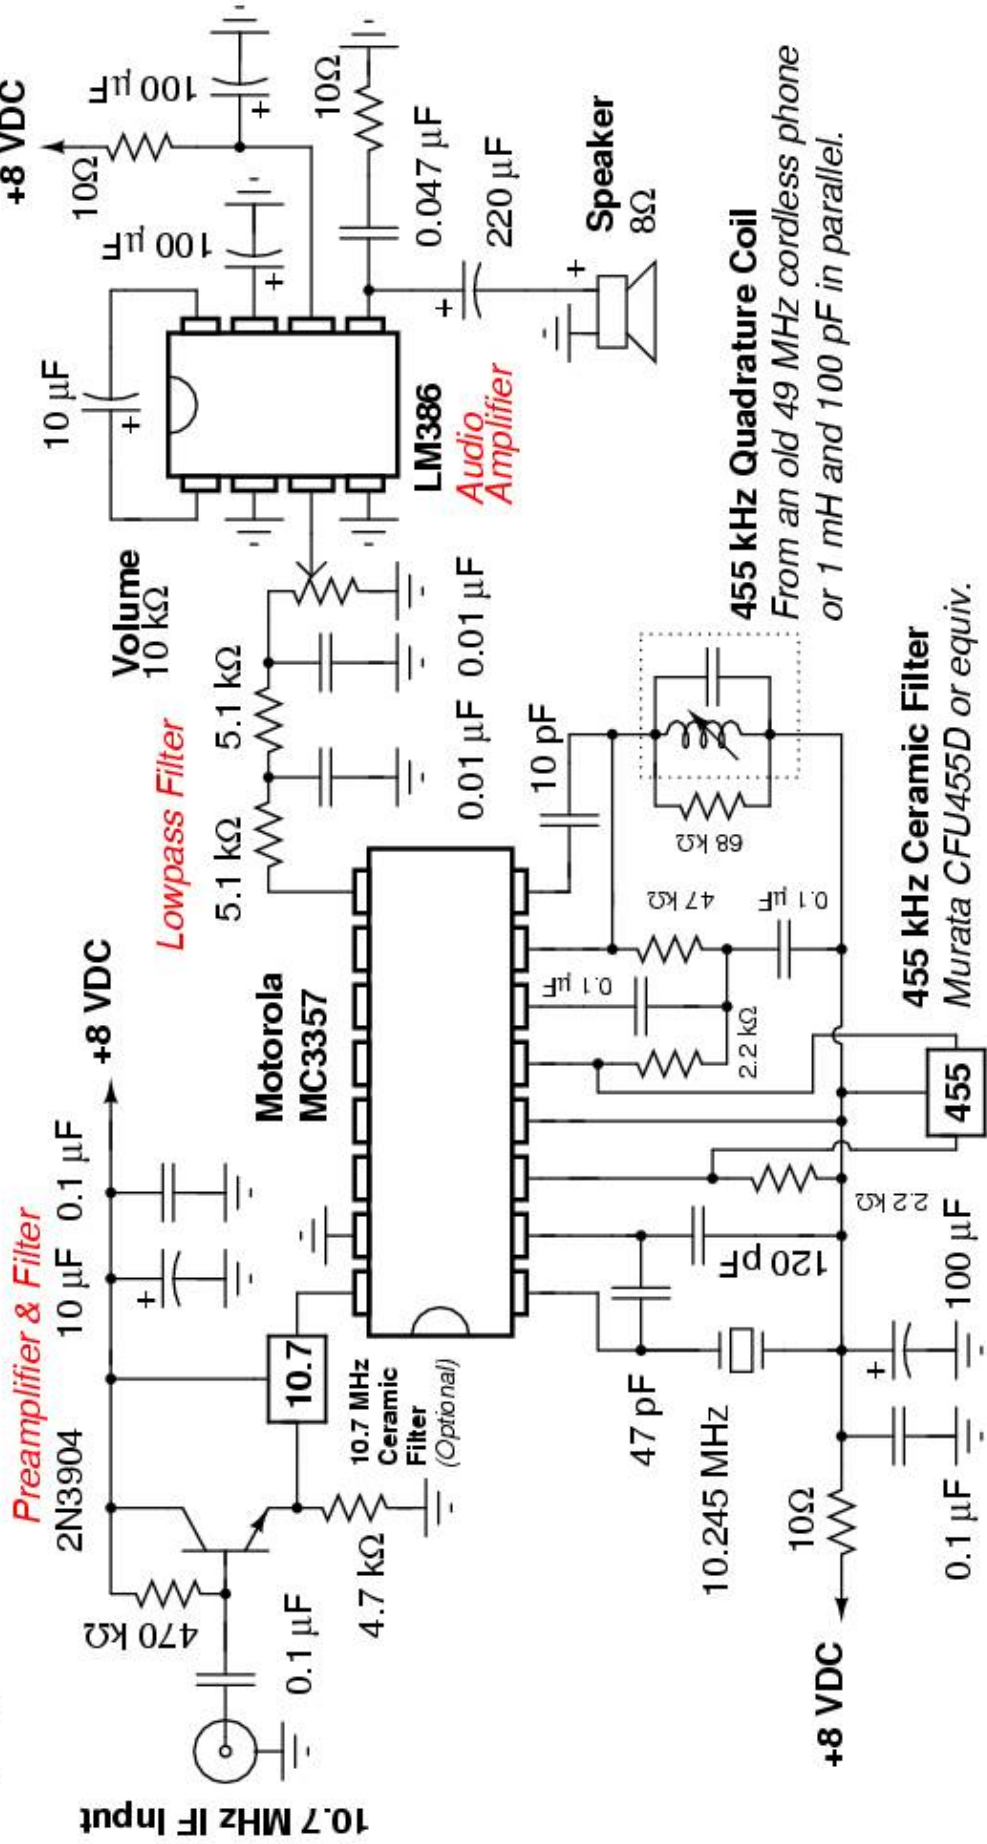 Preamplifier & Filter
2N3904
10 µF
0.1 µF
+8 VDC
470 kΩ
10.7 MHz IF Input
0.1 µF
4.7 kΩ
10.7
10.7 MHz
Ceramic
Filter
(Optional)
Motorola
MC3357
Lowpass Filter
5.1 kΩ
5.1 kΩ
0.01 µF
0.01 µF
Volume
10 kΩ
10 µF
LM386
Audio
Amplifier
100 µF
10Ω
+8 VDC
100 µF
10Ω
0.047 µF
220 µF
+
+
+
+
+
+
+
Speaker
8Ω
10 pF
68 kΩ
47 kΩ
0.1 µF
0.1 µF
2.2 kΩ
455 kHz Quadrature Coil
From an old 49 MHz cordless phone
or 1 mH and 100 pF in parallel.
455 kHz Ceramic Filter
Murata CFU455D or equiv.
455
2.2 kΩ
120 pF
47 pF
10.245 MHz
10Ω
+8 VDC
0.1 µF
100 µF